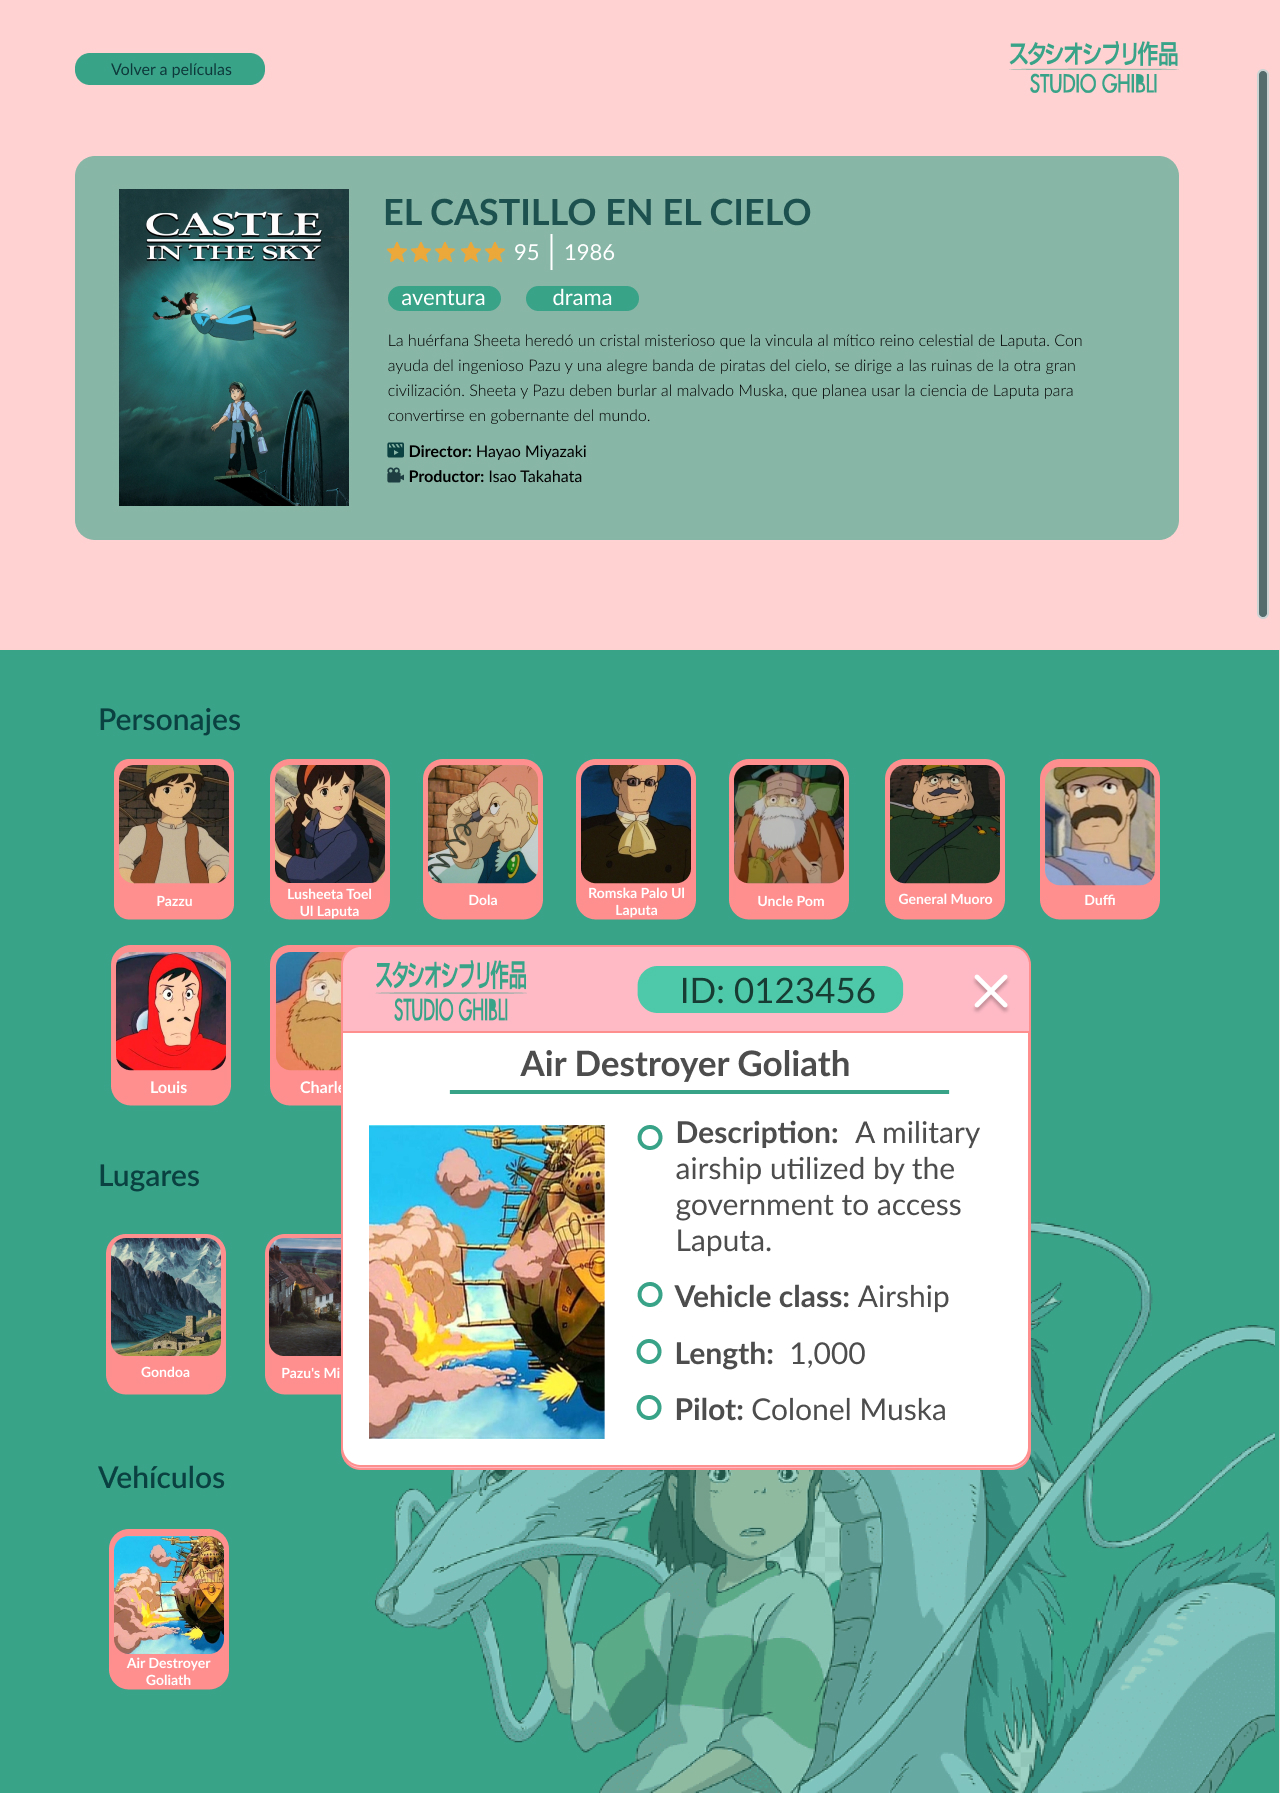 Volver a películas
スタジオジブリ作品
STUDIO GHIBLI
CASTLE
IN THE SKY
EL CASTILLO EN EL CIELO
95 | 1986
aventura drama
La huérfana Sheeta heredó un cristal misterioso que la vincula al mítico reino celestial de Laputa. Con
ayuda del ingenioso Pazu y una alegre banda de piratas del cielo, se dirige a las ruinas de la otra gran
civilización. Sheeta y Pazu deben burlar al malvado Muska, que planea usar la ciencia de Laputa para
convertirse en gobernante del mundo.
Director: Hayao Miyazaki
Productor: Isao Takahata
Personajes
Pazzu
Lusheeta Toel
Ul Laputa
Dola
Romska Palo Ul
Laputa
Uncle Pom
General Muoro
Duffi
Louis
Charle
スタジオジブリ作品
STUDIO GHIBLI
ID: 0123456
Air Destroyer Goliath
Description: A military
airship utilized by the
government to access
Laputa.
Vehicle class: Airship
Length: 1,000
Pilot: Colonel Muska
Lugares
Gondoa
Pazu's Mi
Vehículos
Air Destroyer
Goliath